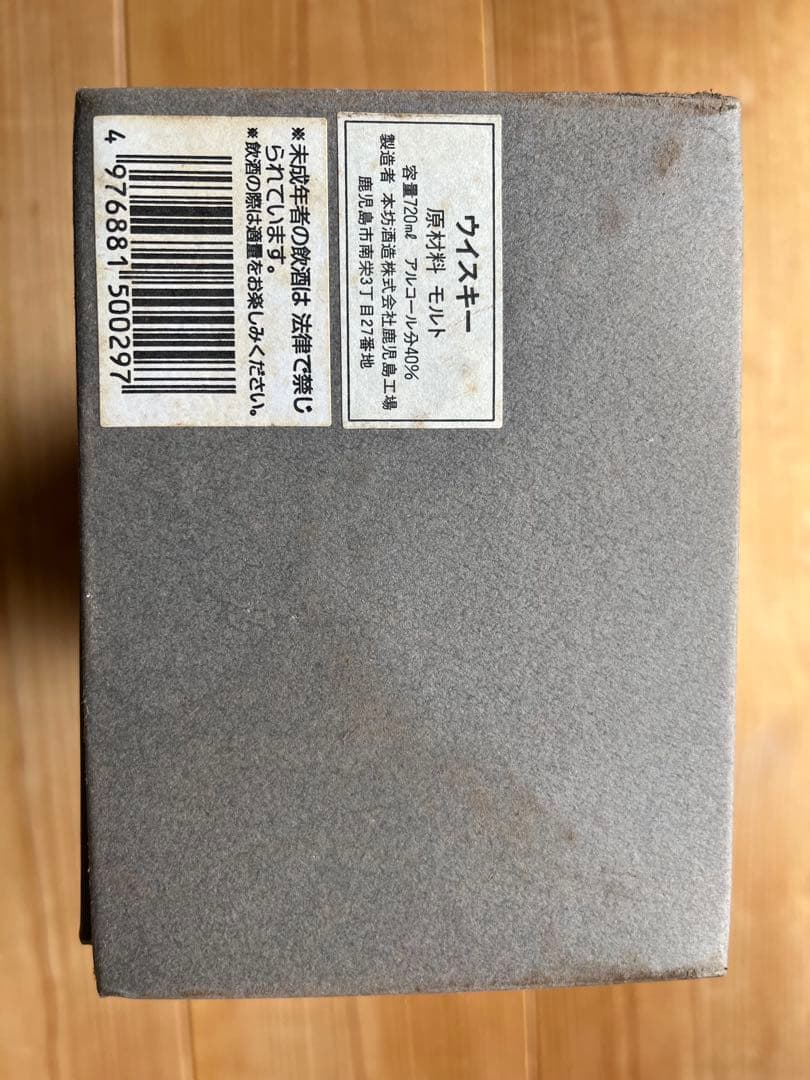 ウイスキー
原材料 モルト
容量720㎖ アルコール分40%
製造者 本坊酒造株式会社鹿児島工場
鹿児島市南栄3丁目27番地
※未成年者の飲酒は 法律で禁じ
られています。
※飲酒の際は適量をお楽しみください。
4 976881 500297